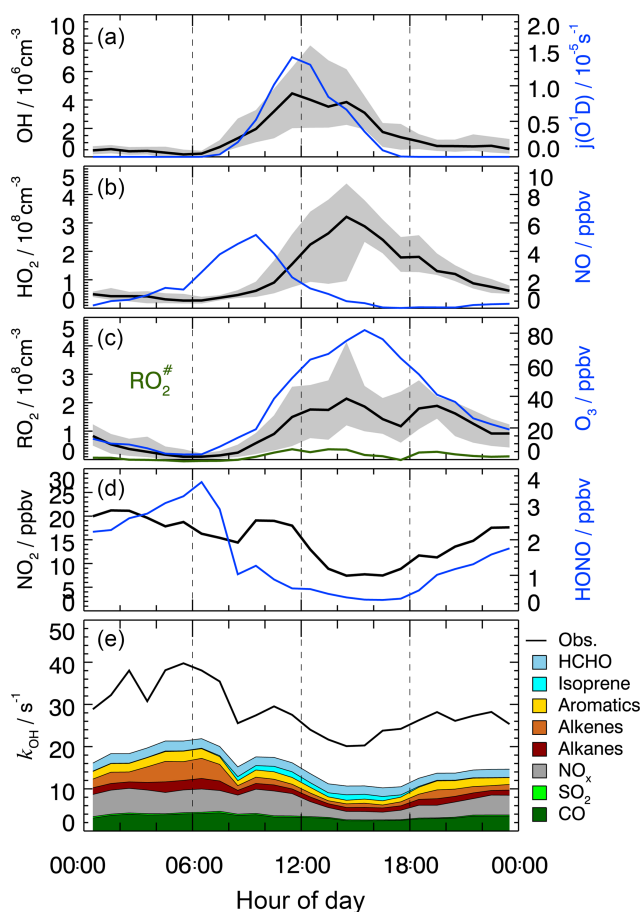 (a)
OH / 10⁶cm⁻³
10
8
6
4
2
0
j(O¹D) / 10⁻⁵s⁻¹
2.0
1.5
1.0
0.5
0.0
(b)
HO₂ / 10⁸cm⁻³
5
4
3
2
1
0
NO / ppbv
10
8
6
4
2
0
(c)
RO₂#
RO₂ / 10⁸cm⁻³
4
3
2
1
0
O₃ / ppbv
80
60
40
20
0
(d)
NO₂ / ppbv
30
25
20
15
10
5
0
HONO / ppbv
4
3
2
1
0
(e)
k_OH / s⁻¹
50
40
30
20
10
0
Obs.
HCHO
Isoprene
Aromatics
Alkenes
Alkanes
NOₓ
SO₂
CO
00:00 06:00 12:00 18:00 00:00
Hour of day